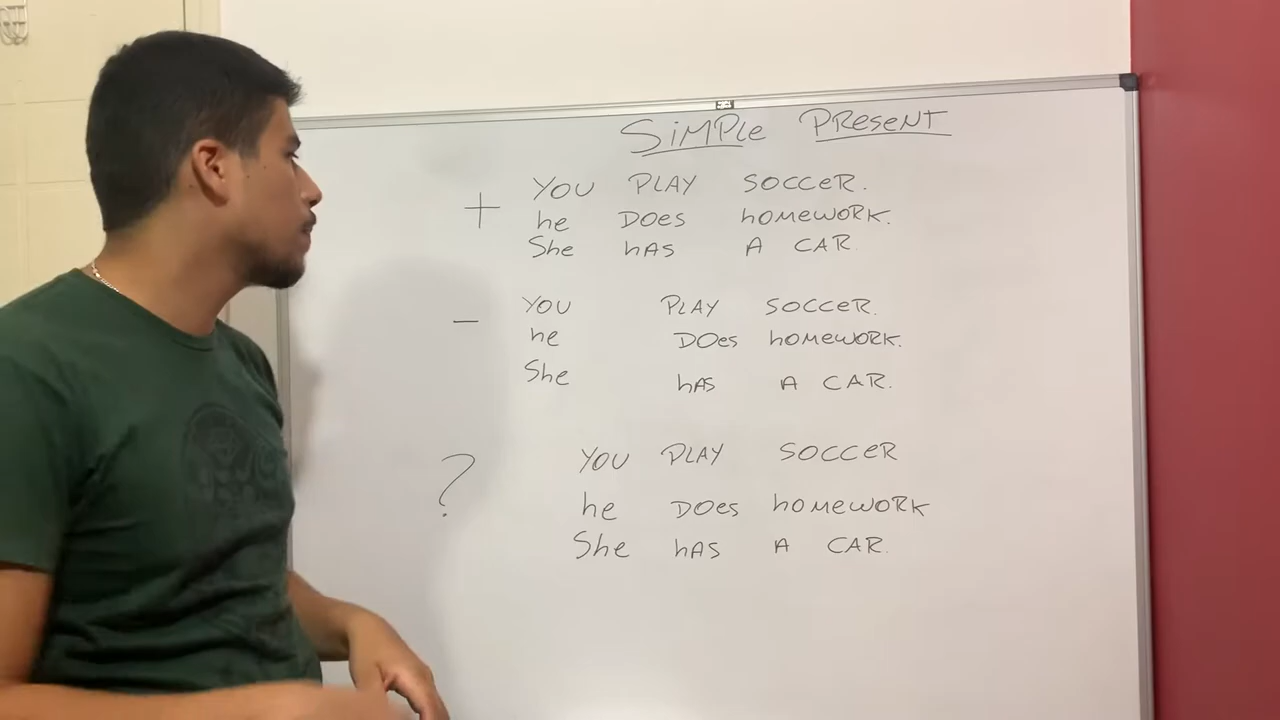 SiMPLe PReSeNT
+ YOU PLAY SOCCeR.
he DOes hOMeWORK.
She hAS A CAR.
- YOU PLAY SOCCeR.
he DOes hOMeWORK.
She hAS A CAR.
? YOU PLAY SOCCeR
he DOes hOMeWORK
She hAS A CAR.